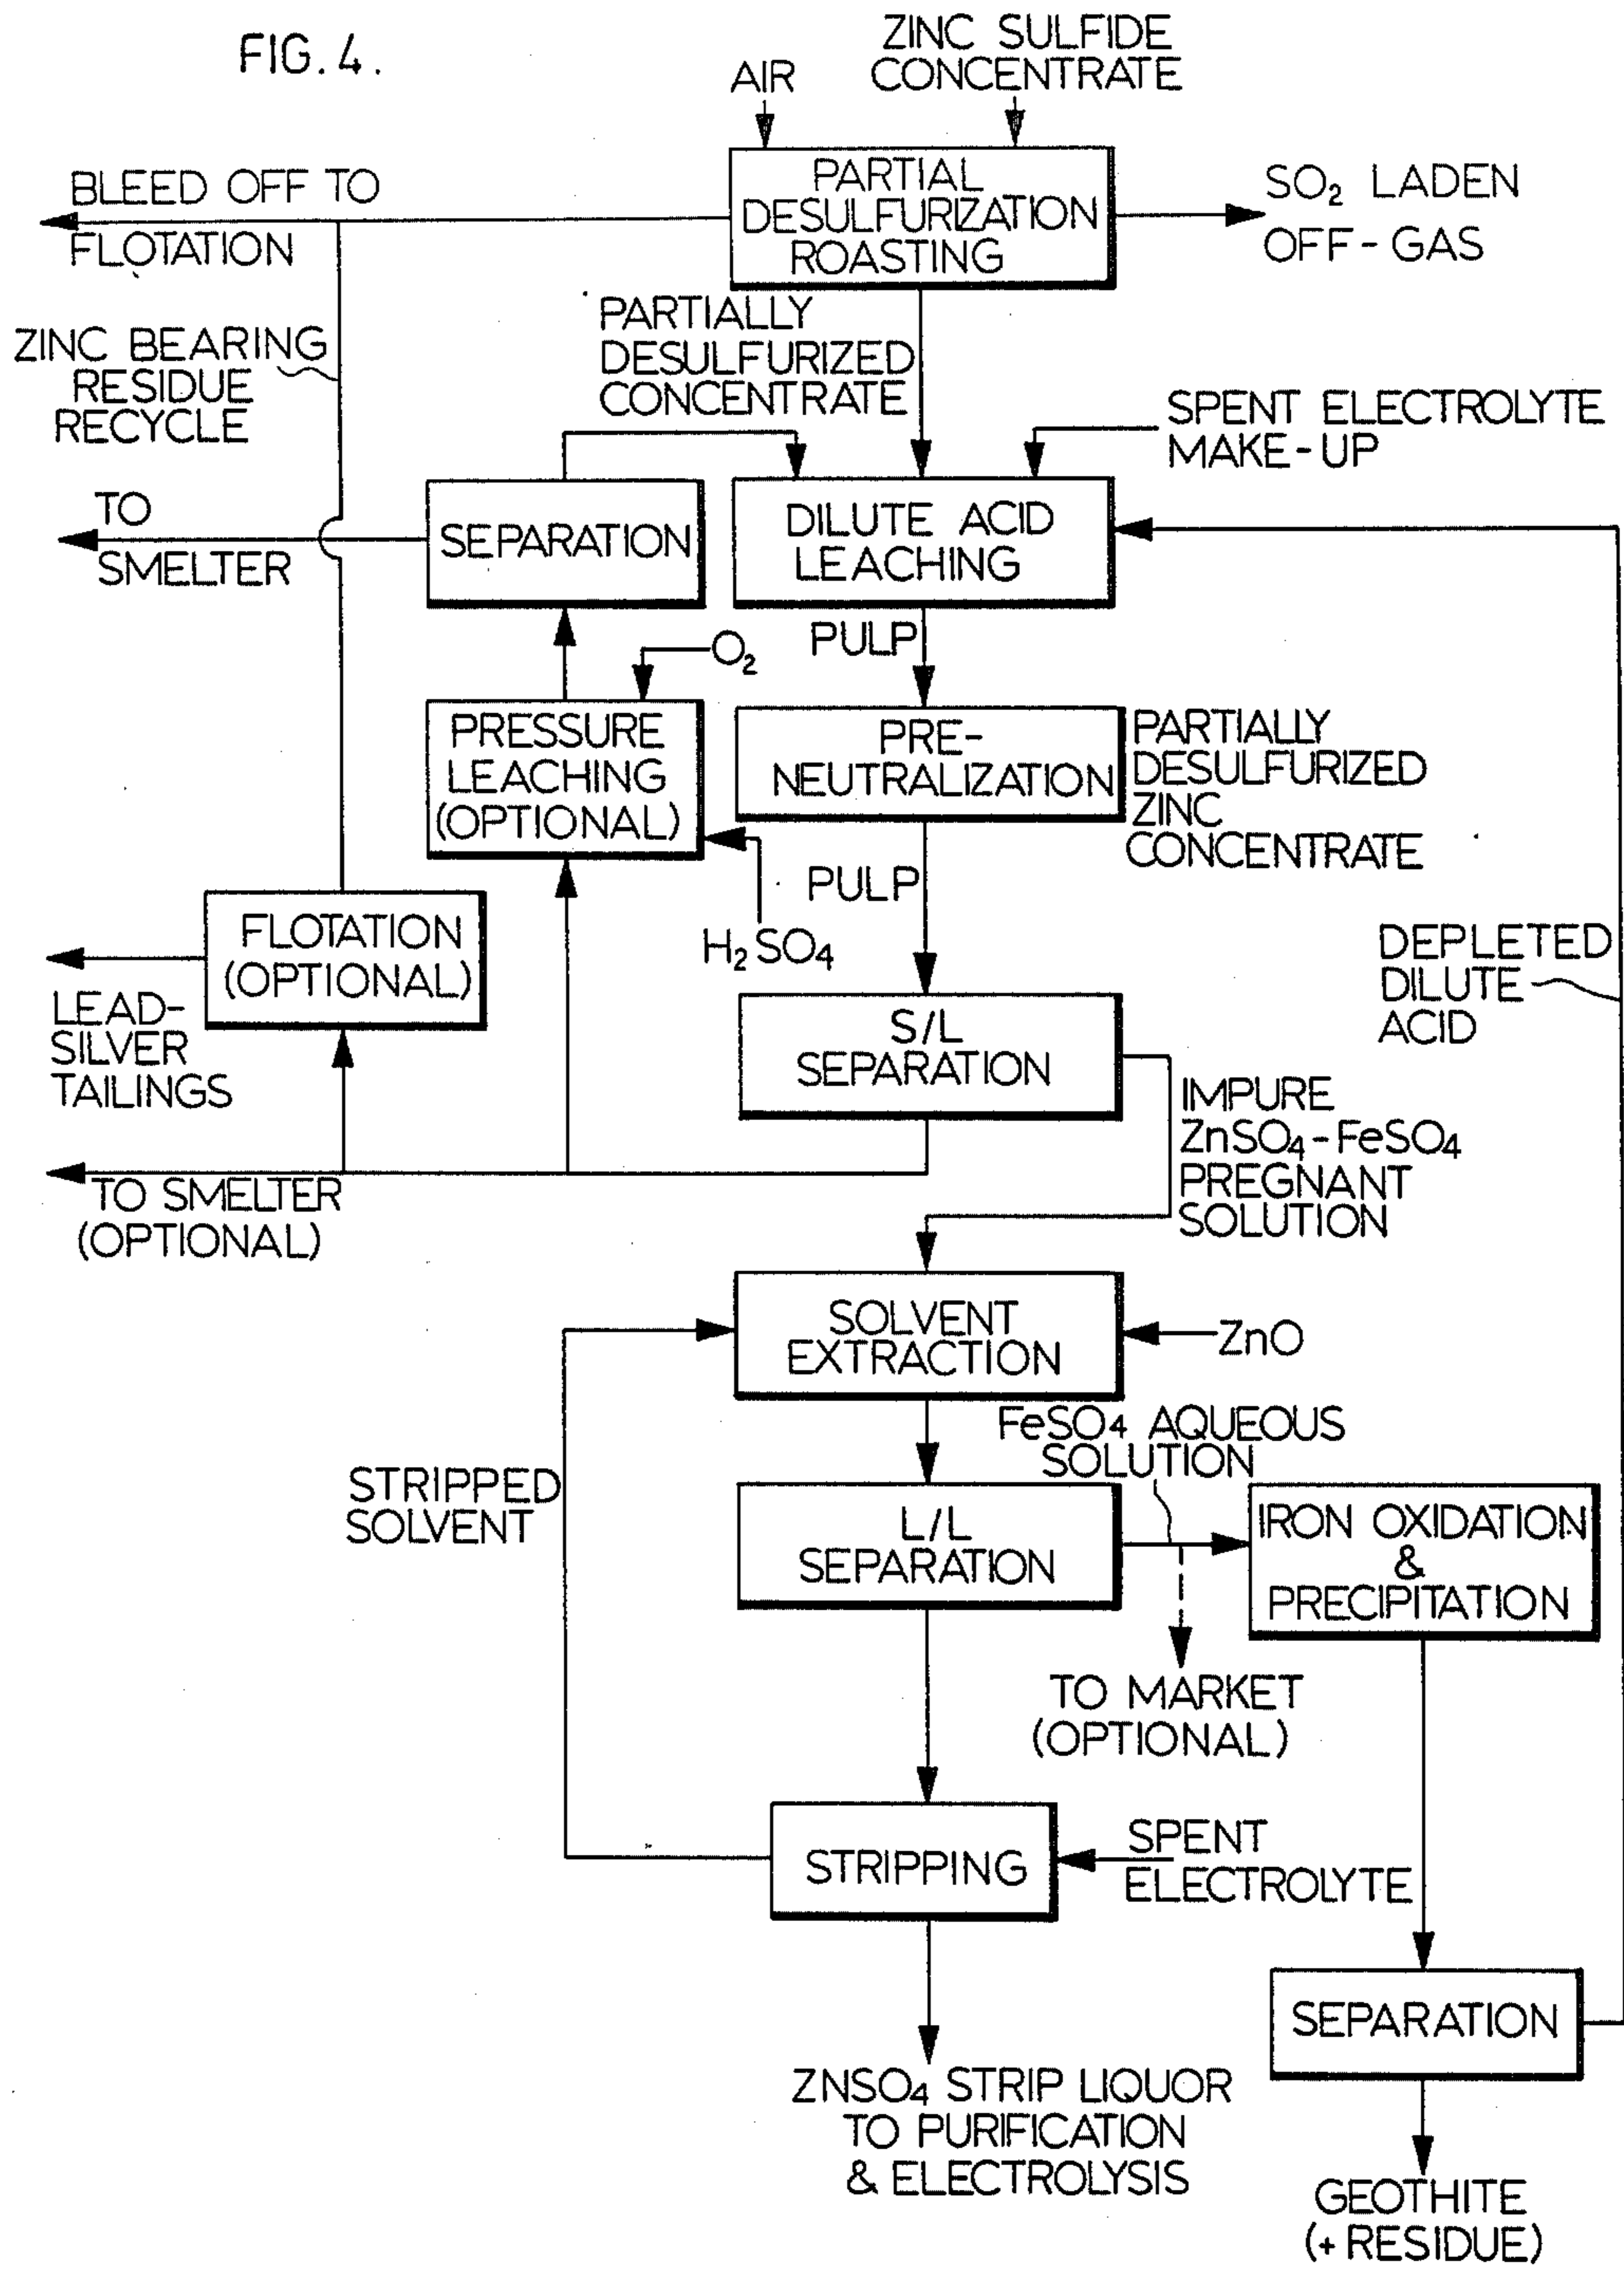 FIG. 4.
AIR
ZINC SULFIDE
CONCENTRATE
BLEED OFF TO
FLOTATION
PARTIAL
DESULFURIZATION
ROASTING
SO₂ LADEN
OFF-GAS
PARTIALLY
DESULFURIZED
CONCENTRATE
ZINC BEARING
RESIDUE
RECYCLE
SPENT ELECTROLYTE
MAKE-UP
TO
SMELTER
SEPARATION
DILUTE ACID
LEACHING
PULP
O₂
PRESSURE
LEACHING
(OPTIONAL)
PRE-
NEUTRALIZATION
PARTIALLY
DESULFURIZED
ZINC
CONCENTRATE
PULP
H₂SO₄
FLOTATION
(OPTIONAL)
LEAD-
SILVER
TAILINGS
DEPLETED
DILUTE
ACID
S/L
SEPARATION
IMPURE
ZnSO₄-FeSO₄
PREGNANT
SOLUTION
TO SMELTER
(OPTIONAL)
SOLVENT
EXTRACTION
ZnO
FeSO₄ AQUEOUS
SOLUTION
STRIPPED
SOLVENT
L/L
SEPARATION
IRON OXIDATION
&
PRECIPITATION
TO MARKET
(OPTIONAL)
STRIPPING
SPENT
ELECTROLYTE
SEPARATION
ZNSO₄ STRIP LIQUOR
TO PURIFICATION
& ELECTROLYSIS
GEOTHITE
(+ RESIDUE)